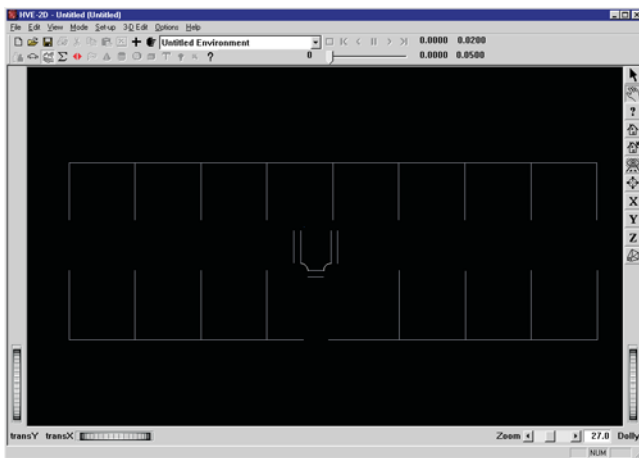 HVE-2D - Untitled (Untitled)
File Edit View Mode Set-up 3-D Edit Options Help
Untitled Environment 0.0000 0.0200
? 0 0.0000 0.0500
?
X
Y
Z
transY transX Zoom 27.0 Dolly
NUM